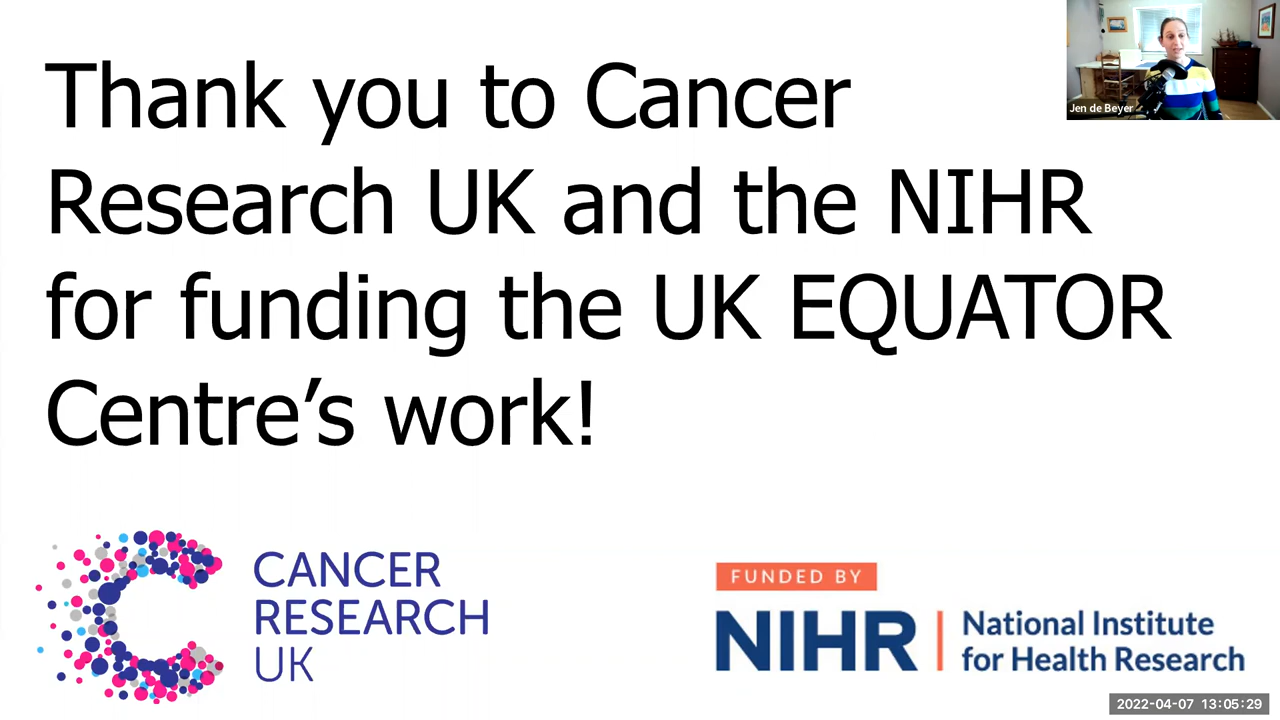 Thank you to Cancer
Research UK and the NIHR
for funding the UK EQUATOR
Centre’s work!
Jen de Beyer
CANCER
RESEARCH
UK
FUNDED BY
NIHR | National Institute
for Health Research
2022-04-07 13:05:29